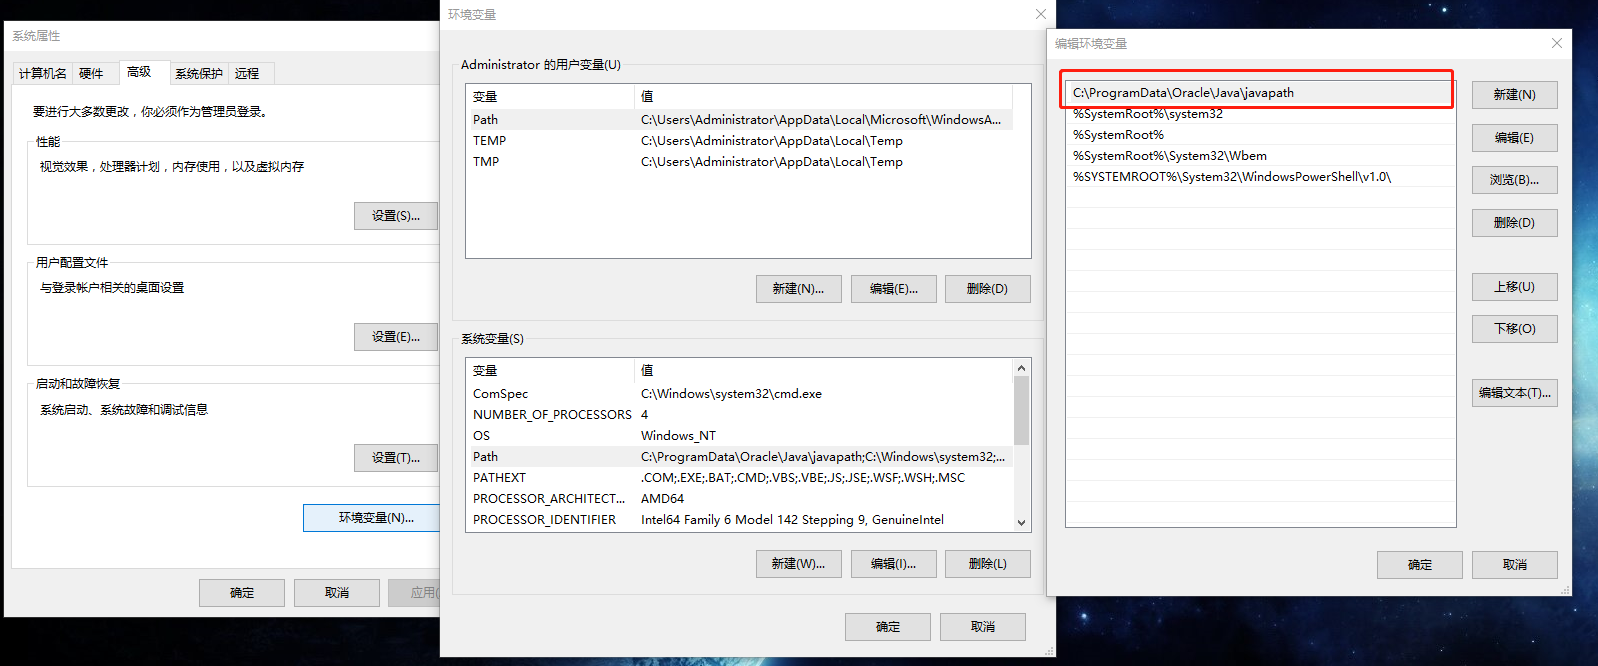 系统属性
计算机名 硬件 高级 系统保护 远程
要进行大多数更改，你必须作为管理员登录。
性能
视觉效果，处理器计划，内存使用，以及虚拟内存
设置(S)...
用户配置文件
与登录帐户相关的桌面设置
设置(E)...
启动和故障恢复
系统启动、系统故障和调试信息
设置(T)...
环境变量(N)...
确定 取消 应用(
环境变量
Administrator 的用户变量(U)
变量 值
Path C:\Users\Administrator\AppData\Local\Microsoft\WindowsA...
TEMP C:\Users\Administrator\AppData\Local\Temp
TMP C:\Users\Administrator\AppData\Local\Temp
新建(N)... 编辑(E)... 删除(D)
系统变量(S)
变量 值
ComSpec C:\Windows\system32\cmd.exe
NUMBER_OF_PROCESSORS 4
OS Windows_NT
Path C:\ProgramData\Oracle\Java\javapath;C:\Windows\system32;...
PATHEXT .COM;.EXE;.BAT;.CMD;.VBS;.VBE;.JS;.JSE;.WSF;.WSH;.MSC
PROCESSOR_ARCHITECT... AMD64
PROCESSOR_IDENTIFIER Intel64 Family 6 Model 142 Stepping 9, GenuineIntel
新建(W)... 编辑(I)... 删除(L)
确定 取消
编辑环境变量
C:\ProgramData\Oracle\Java\javapath
%SystemRoot%\system32
%SystemRoot%
%SystemRoot%\System32\Wbem
%SYSTEMROOT%\System32\WindowsPowerShell\v1.0\
新建(N)
编辑(E)
浏览(B)...
删除(D)
上移(U)
下移(O)
编辑文本(T)...
确定 取消